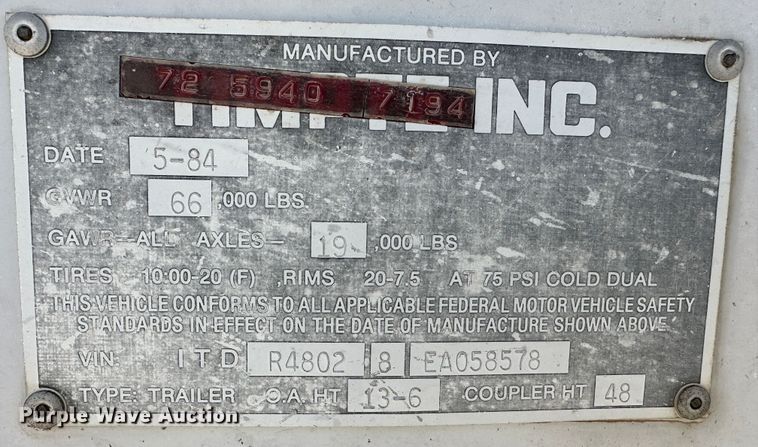 MANUFACTURED BY
72 5940 7194
TIMPTE INC.
DATE 5-84
GVWR 66 ,000 LBS.
GAWR—ALL AXLES— 19 ,000 LBS
TIRES 10:00-20 (F) ,RIMS 20-7.5 AT 75 PSI COLD DUAL
THIS VEHICLE CONFORMS TO ALL APPLICABLE FEDERAL MOTOR VEHICLE SAFETY
STANDARDS IN EFFECT ON THE DATE OF MANUFACTURE SHOWN ABOVE
VIN ITD R4802 8 EA058578
TYPE: TRAILER O.A. HT 13-6 COUPLER HT 48
Purple Wave Auction